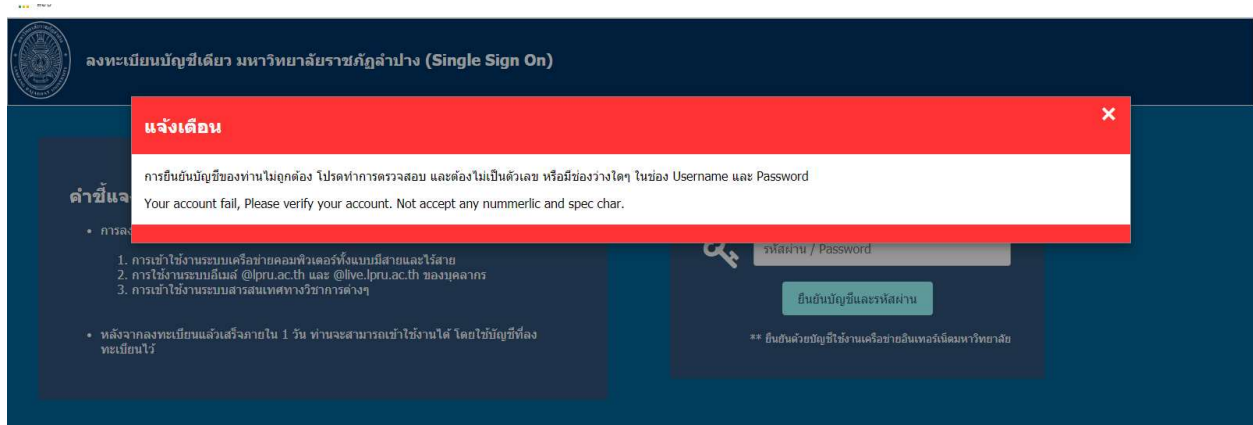 ลงทะเบียนบัญชีเดียว มหาวิทยาลัยราชภัฏลำปาง (Single Sign On)
แจ้งเตือน
×
การยืนยันบัญชีของท่านไม่ถูกต้อง โปรดทำการตรวจสอบ และต้องไม่เป็นตัวเลข หรือมีช่องว่างใดๆ ในช่อง Username และ Password
Your account fail, Please verify your account. Not accept any nummerlic and spec char.
คำชี้แจ
• การลง
1. การเข้าใช้งานระบบเครือข่ายคอมพิวเตอร์ทั้งแบบมีสายและไร้สาย
2. การใช้งานระบบอีเมล์ @lpru.ac.th และ @live.lpru.ac.th ของบุคลากร
3. การเข้าใช้งานระบบสารสนเทศทางวิชาการต่างๆ
• หลังจากลงทะเบียนแล้วเสร็จภายใน 1 วัน ท่านจะสามารถเข้าใช้งานได้ โดยใช้บัญชีที่ลง
ทะเบียนไว้
รหัสผ่าน / Password
ยืนยันบัญชีและรหัสผ่าน
** ยืนยันด้วยบัญชีใช้งานเครือข่ายอินเทอร์เน็ตมหาวิทยาลัย